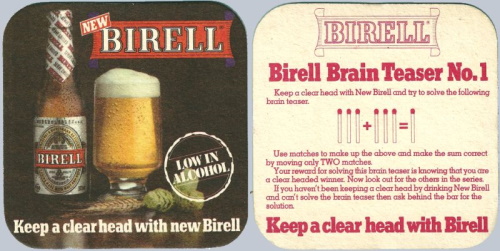 NEW
BIRELL
BIRELL
LOW IN
ALCOHOL
Keep a clear head with new Birell
BIRELL
Birell Brain Teaser No.1
Keep a clear head with New Birell and try to solve the following
brain teaser.
+ =
Use matches to make up the above and make the sum correct
by moving only TWO matches.
Your reward for solving this brain teaser is knowing that you are
a clear headed winner. Now look out for the others in the series.
If you haven't been keeping a clear head by drinking New Birell
and can't solve the brain teaser then ask behind the bar for the
solution.
Keep a clear head with Birell